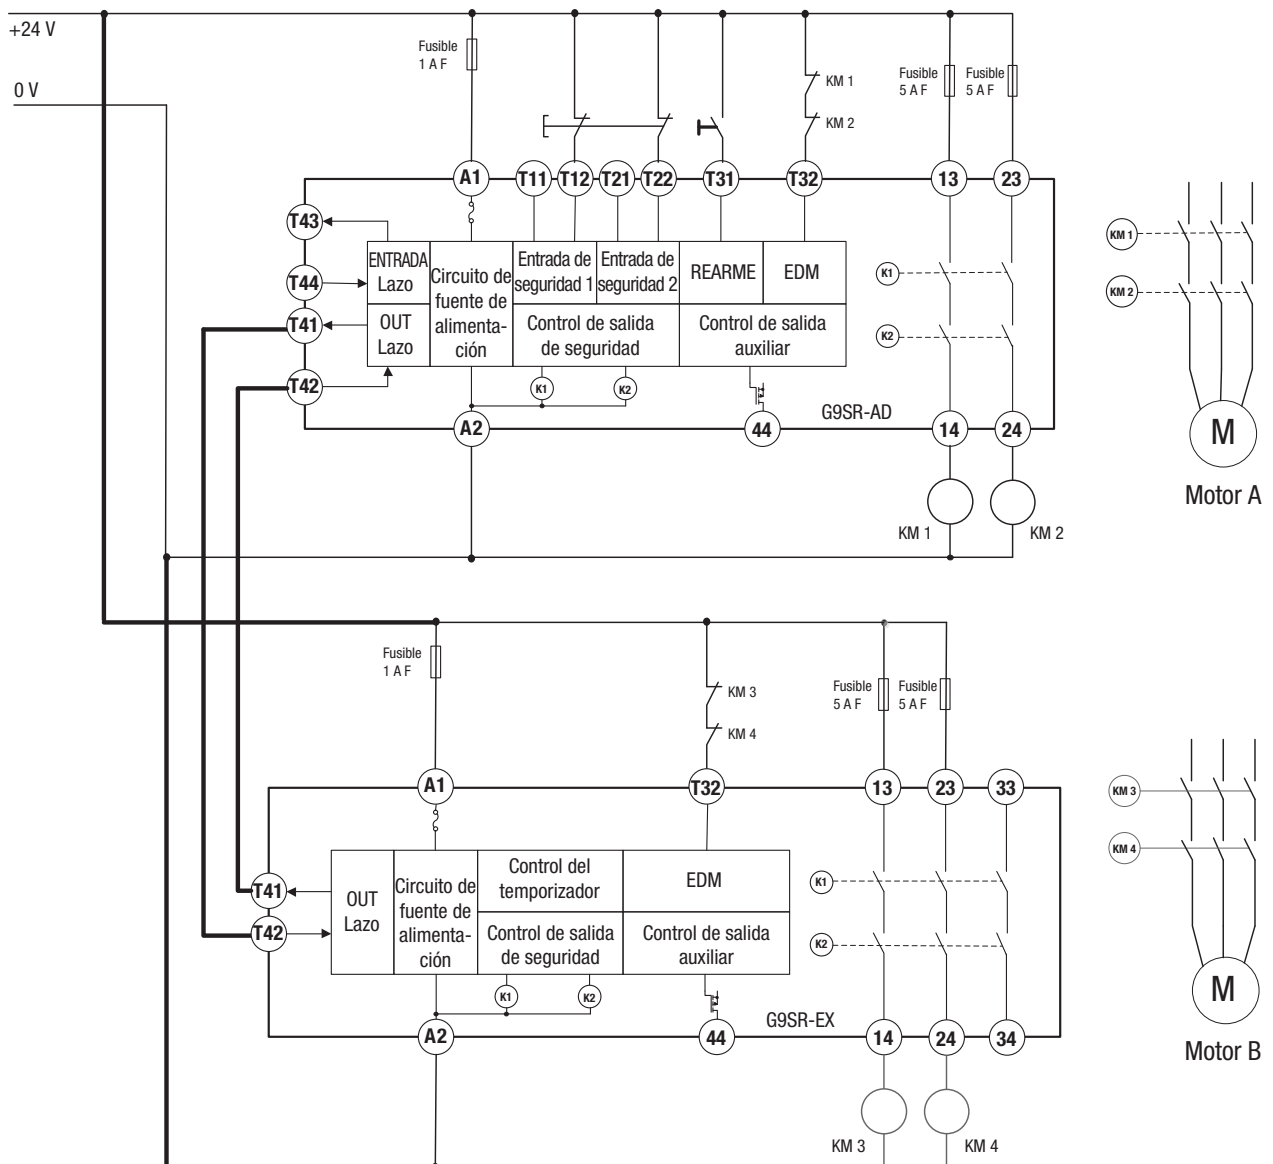 +24 V
0 V
Fusible
1 A F
KM 1
KM 2
Fusible
5 A F
Fusible
5 A F
A1
T11
T12
T21
T22
T31
T32
13
23
T43
T44
T41
T42
ENTRADA
Lazo
OUT
Lazo
Circuito de
fuente de
alimenta-
ción
Entrada de
seguridad 1
Entrada de
seguridad 2
REARME
EDM
Control de salida
de seguridad
Control de salida
auxiliar
K1
K2
K1
K2
G9SR-AD
A2
44
14
24
KM 1
KM 2
KM 1
KM 2
M
Motor A
Fusible
1 A F
KM 3
KM 4
Fusible
5 A F
Fusible
5 A F
A1
T32
13
23
33
T41
T42
OUT
Lazo
Circuito de
fuente de
alimenta-
ción
Control del
temporizador
EDM
Control de salida
de seguridad
Control de salida
auxiliar
K1
K2
K1
K2
G9SR-EX
A2
44
14
24
34
KM 3
KM 4
KM 3
KM 4
M
Motor B